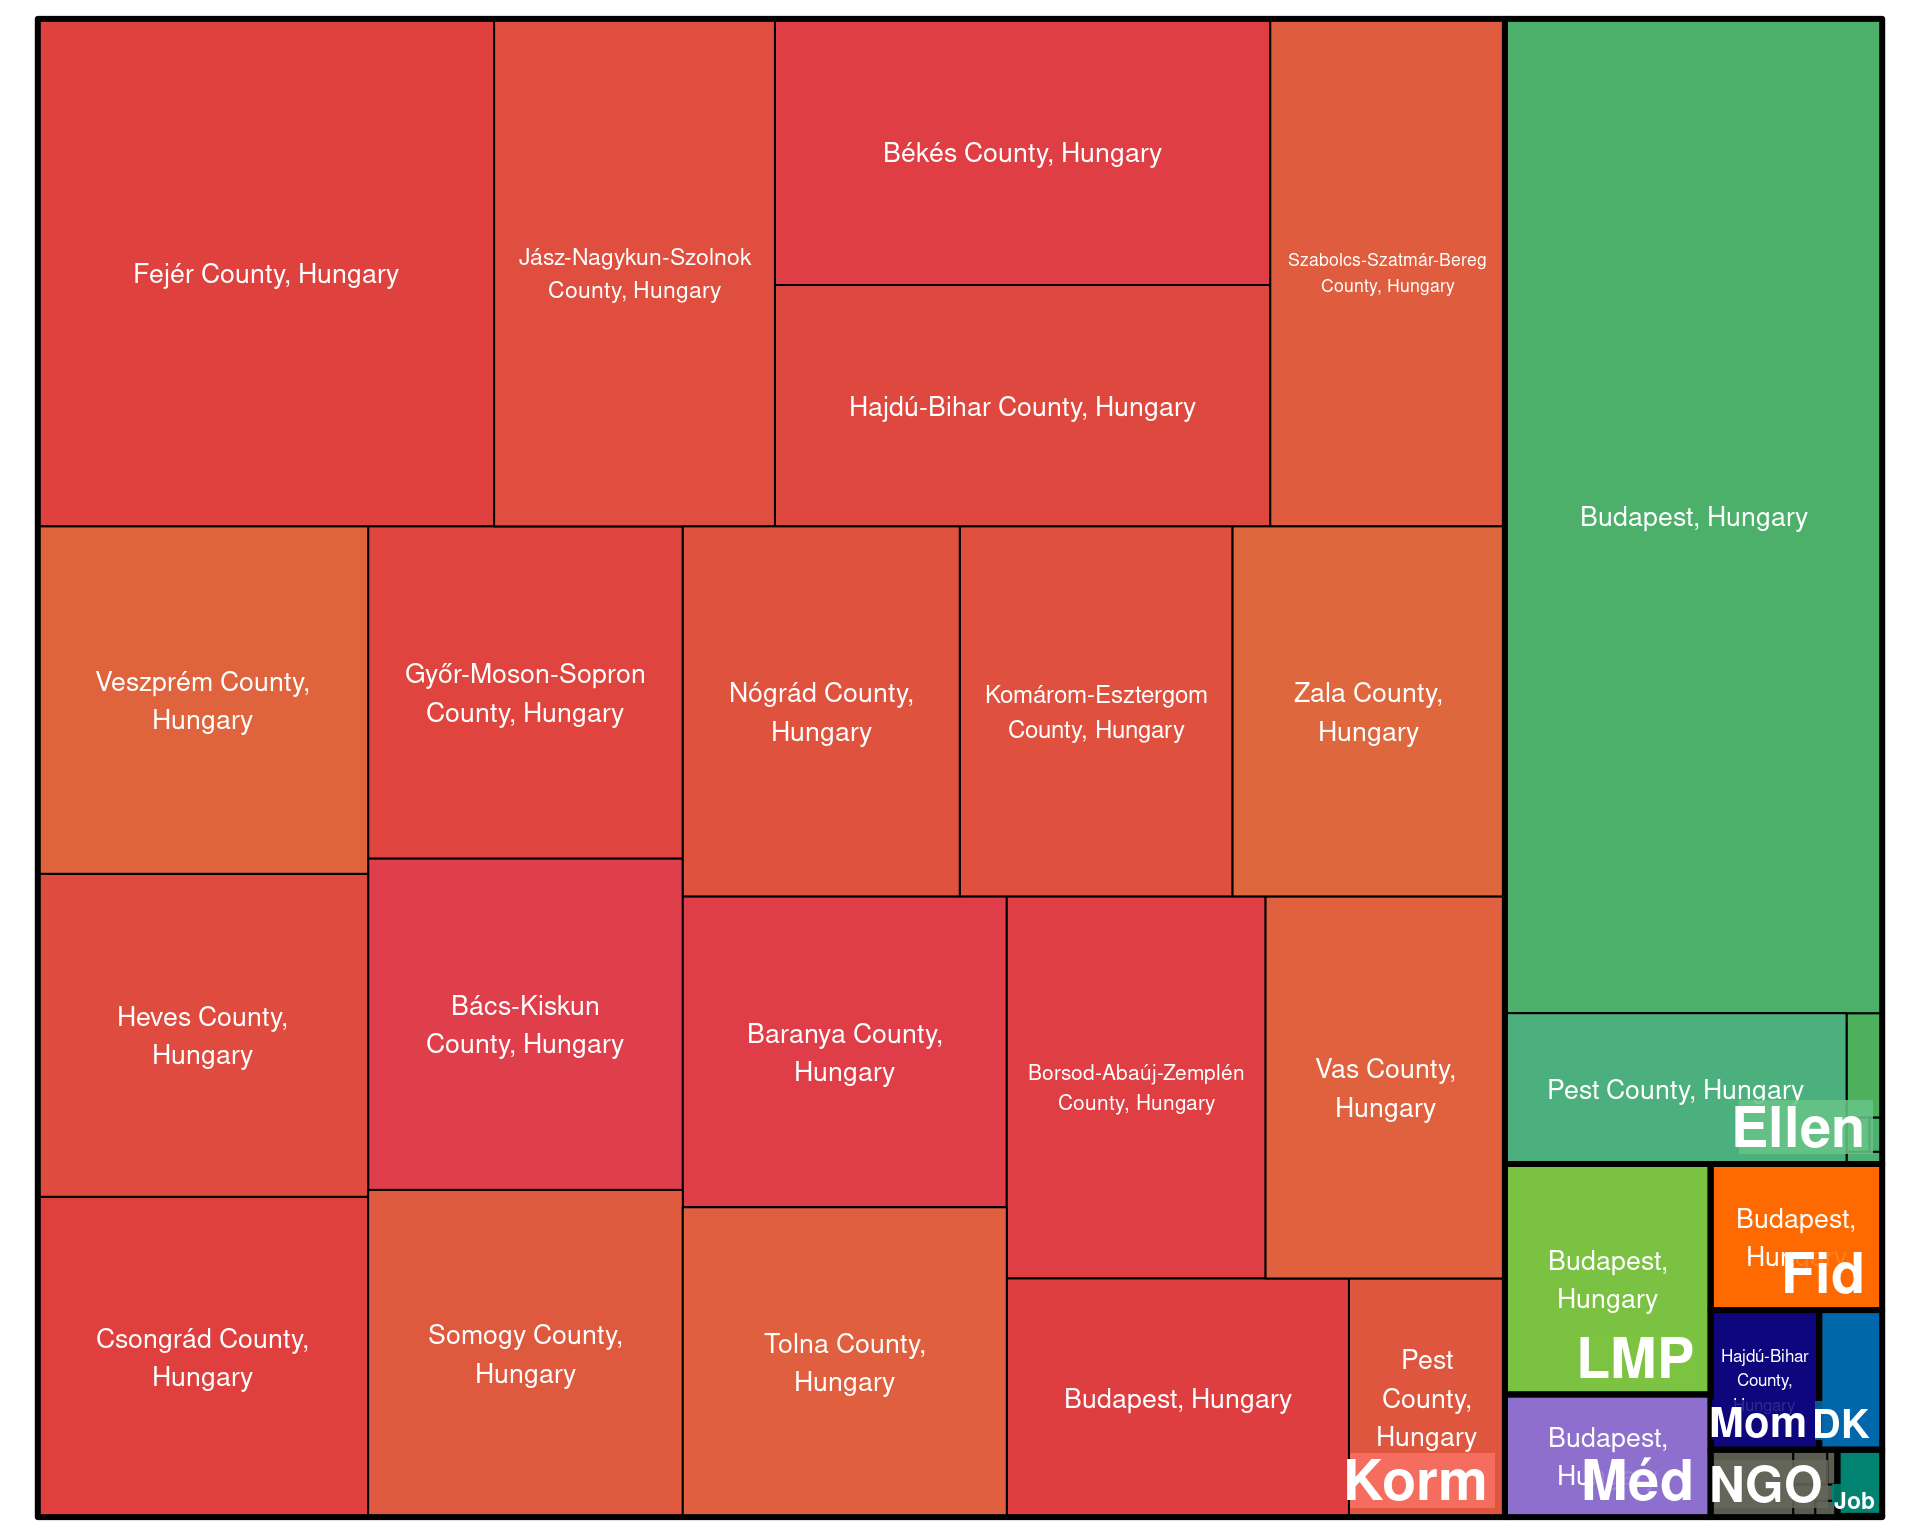 Fejér County, Hungary
Jász-Nagykun-Szolnok
County, Hungary
Békés County, Hungary
Hajdú-Bihar County, Hungary
Szabolcs-Szatmár-Bereg
County, Hungary
Budapest, Hungary
Veszprém County,
Hungary
Győr-Moson-Sopron
County, Hungary
Nógrád County,
Hungary
Komárom-Esztergom
County, Hungary
Zala County,
Hungary
Heves County,
Hungary
Bács-Kiskun
County, Hungary
Baranya County,
Hungary
Borsod-Abaúj-Zemplén
County, Hungary
Vas County,
Hungary
Pest County, Hungary
Ellen
Csongrád County,
Hungary
Somogy County,
Hungary
Tolna County,
Hungary
Budapest, Hungary
Pest
County,
Hungary
Korm
Budapest,
Hungary
LMP
Budapest,
Hungary
Fid
Hajdú-Bihar
County,
Hungary
Mom
DK
Budapest,
Méd
NGO
Job